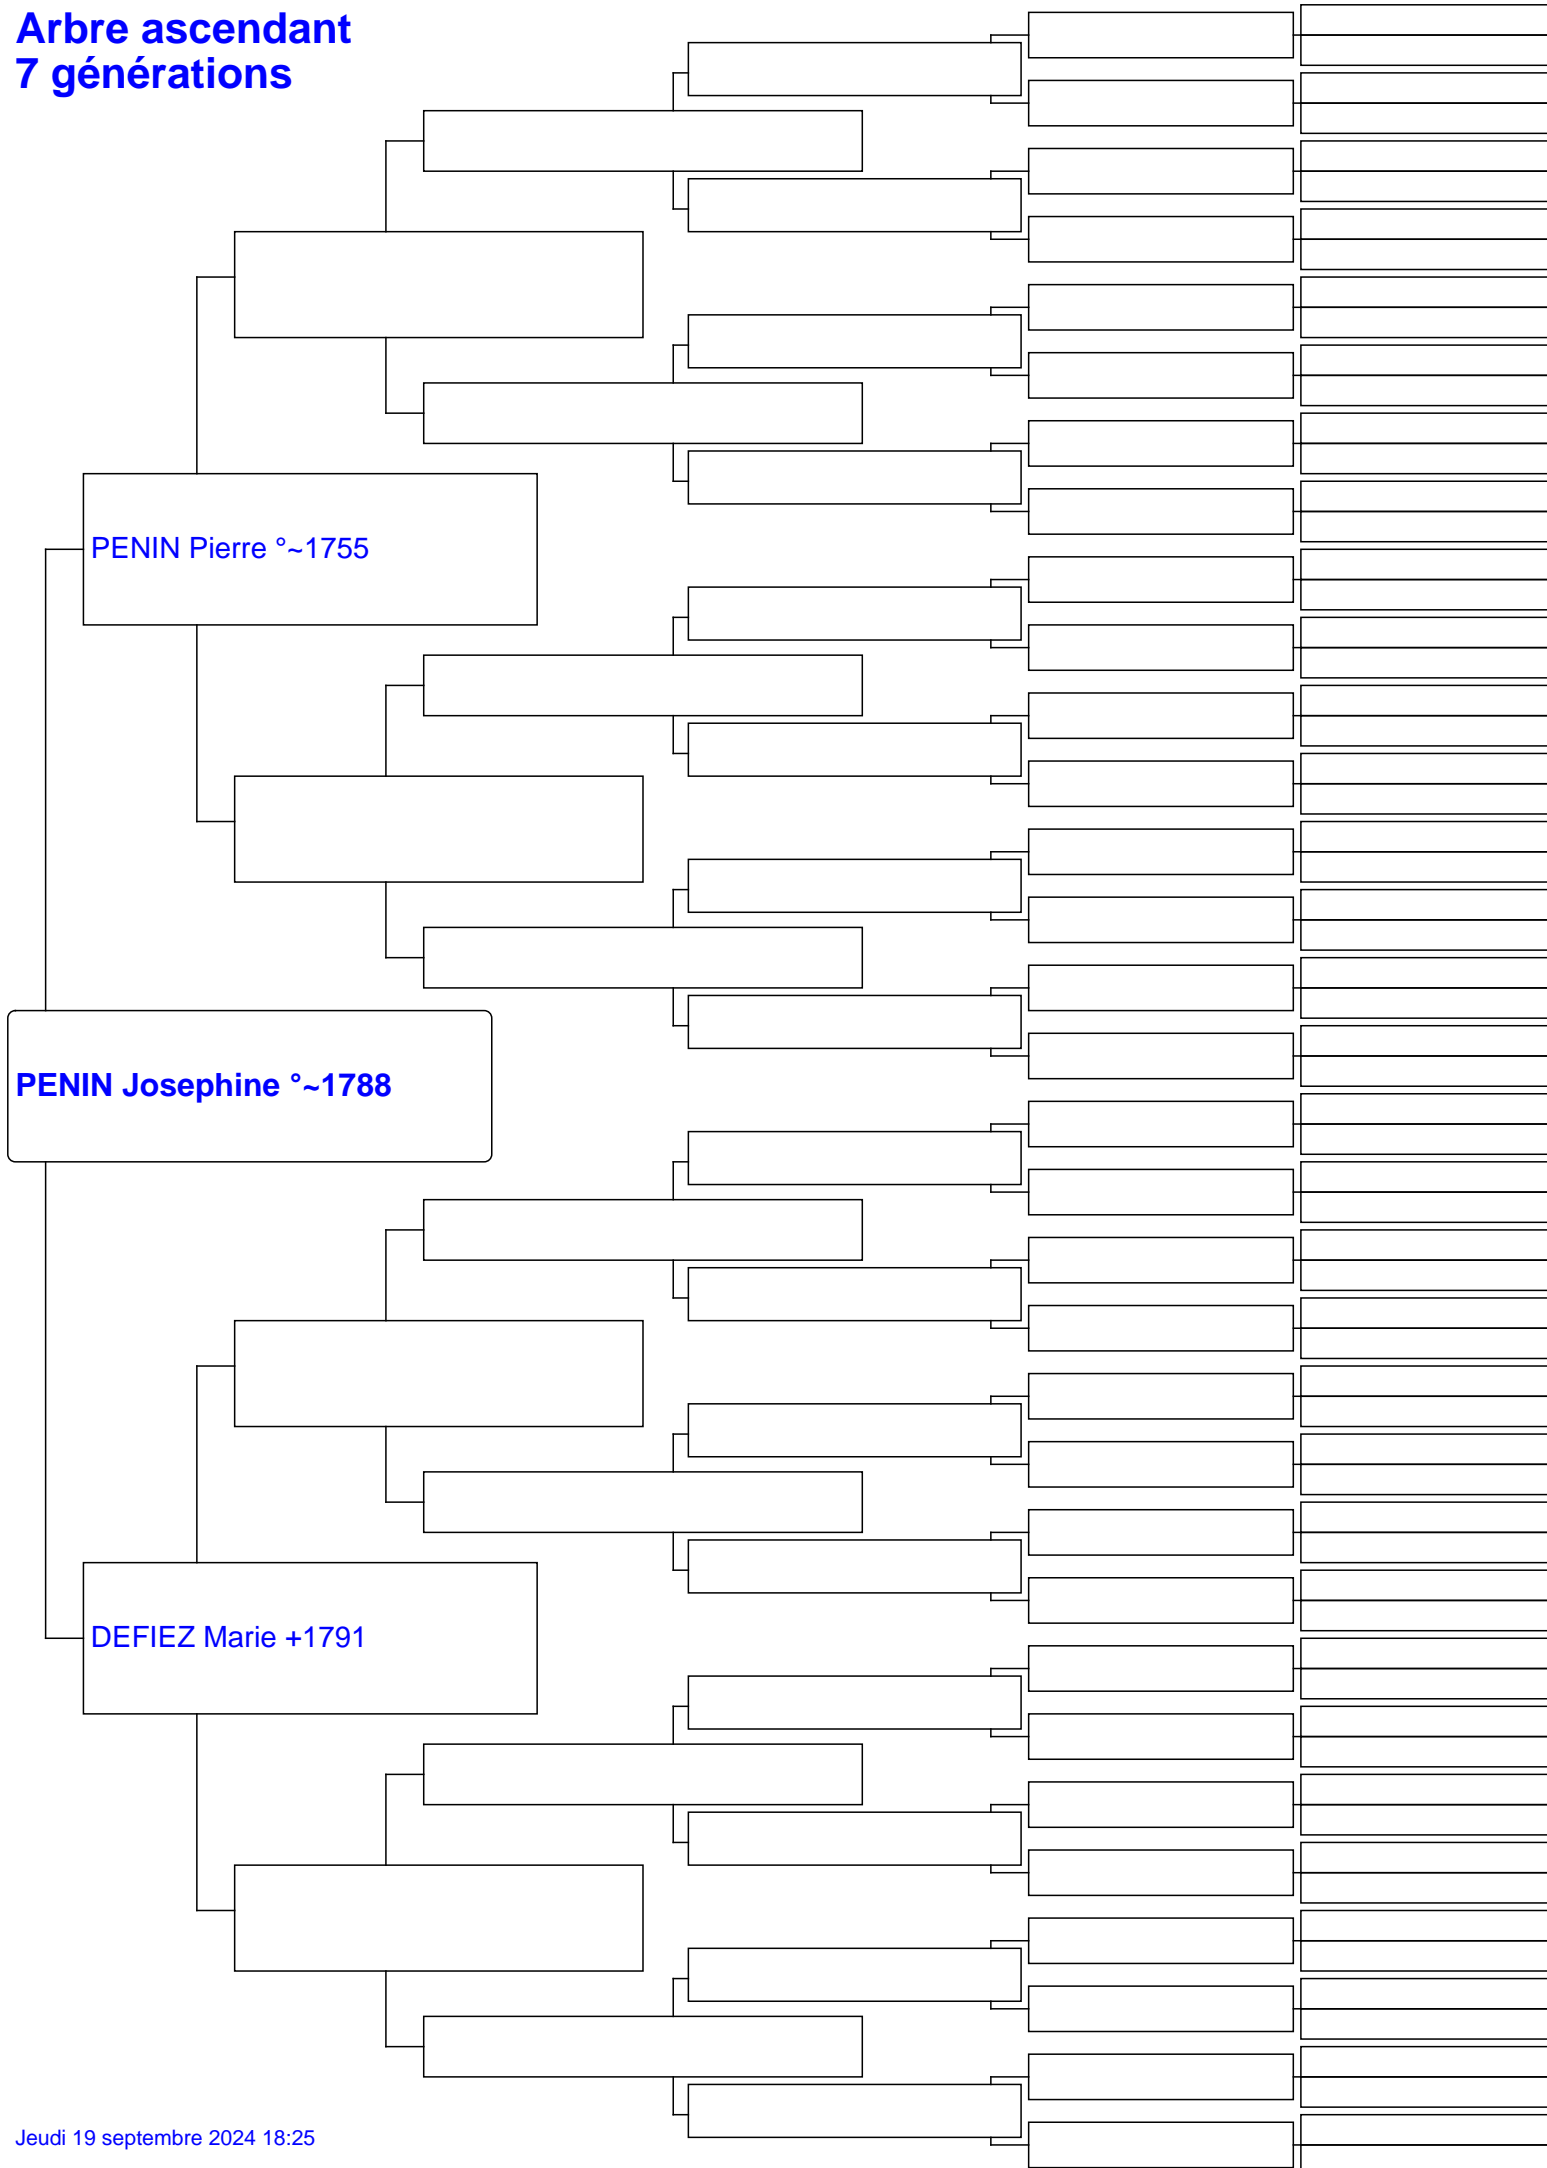 Arbre ascendant
7 générations
PENIN Pierre °~1755
PENIN Josephine °~1788
DEFIEZ Marie +1791
Jeudi 19 septembre 2024 18:25